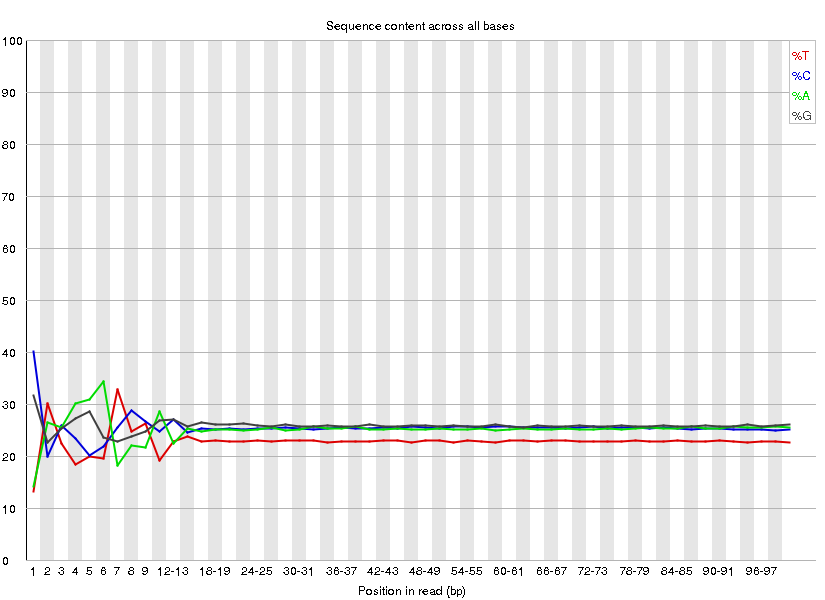 Sequence content across all bases
100
90
80
70
60
50
40
30
20
10
0
%T
%C
%A
%G
1 2 3 4 5 6 7 8 9 12-13 18-19 24-25 30-31 36-37 42-43 48-49 54-55 60-61 66-67 72-73 78-79 84-85 90-91 96-97
Position in read (bp)